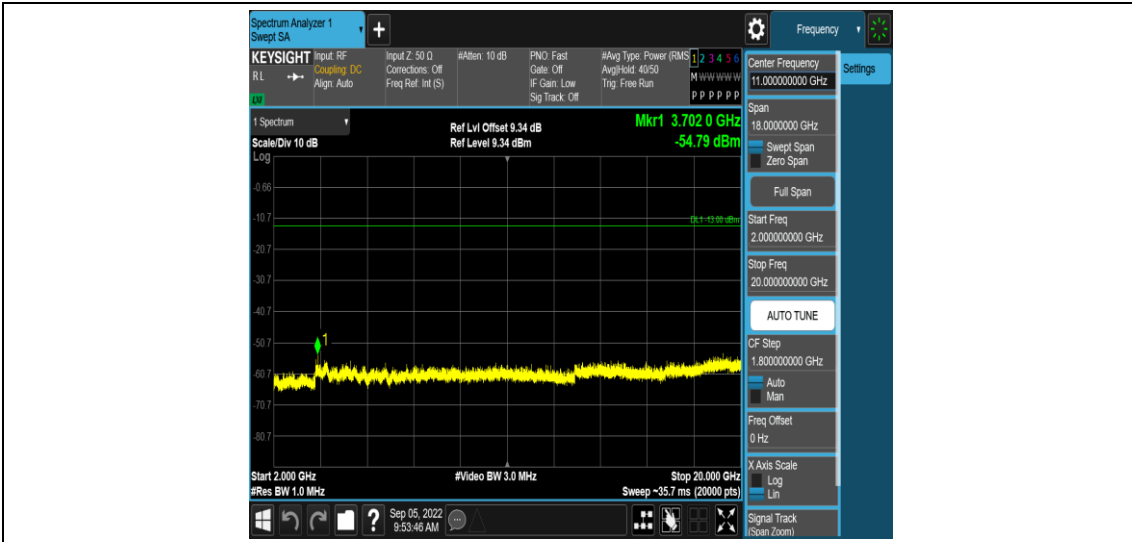 Spectrum Analyzer 1
Swept SA
+
Frequency
KEYSIGHT
RL
LXI
Input: RF
Coupling: DC
Align: Auto
Input Z: 50 Ω
Corrections: Off
Freq Ref: Int (S)
#Atten: 10 dB
PNO: Fast
Gate: Off
IF Gain: Low
Sig Track: Off
#Avg Type: Power (RMS
Avg|Hold: 40/50
Trig: Free Run
1 2 3 4 5 6
M W W W W W
P P P P P P
Center Frequency
11.000000000 GHz
Settings
Span
18.0000000 GHz
Swept Span
Zero Span
Full Span
Start Freq
2.000000000 GHz
Stop Freq
20.000000000 GHz
AUTO TUNE
CF Step
1.800000000 GHz
Auto
Man
Freq Offset
0 Hz
X Axis Scale
Log
Lin
Signal Track
(Span Zoom)
1 Spectrum
Scale/Div 10 dB
Log
Ref Lvl Offset 9.34 dB
Ref Level 9.34 dBm
Mkr1 3.702 0 GHz
-54.79 dBm
-0.66
-10.7
DL1 -13.00 dBm
-20.7
-30.7
-40.7
-50.7
1
-60.7
-70.7
-80.7
Start 2.000 GHz
#Res BW 1.0 MHz
#Video BW 3.0 MHz
Stop 20.000 GHz
Sweep ~35.7 ms (20000 pts)
?
Sep 05, 2022
9:53:46 AM